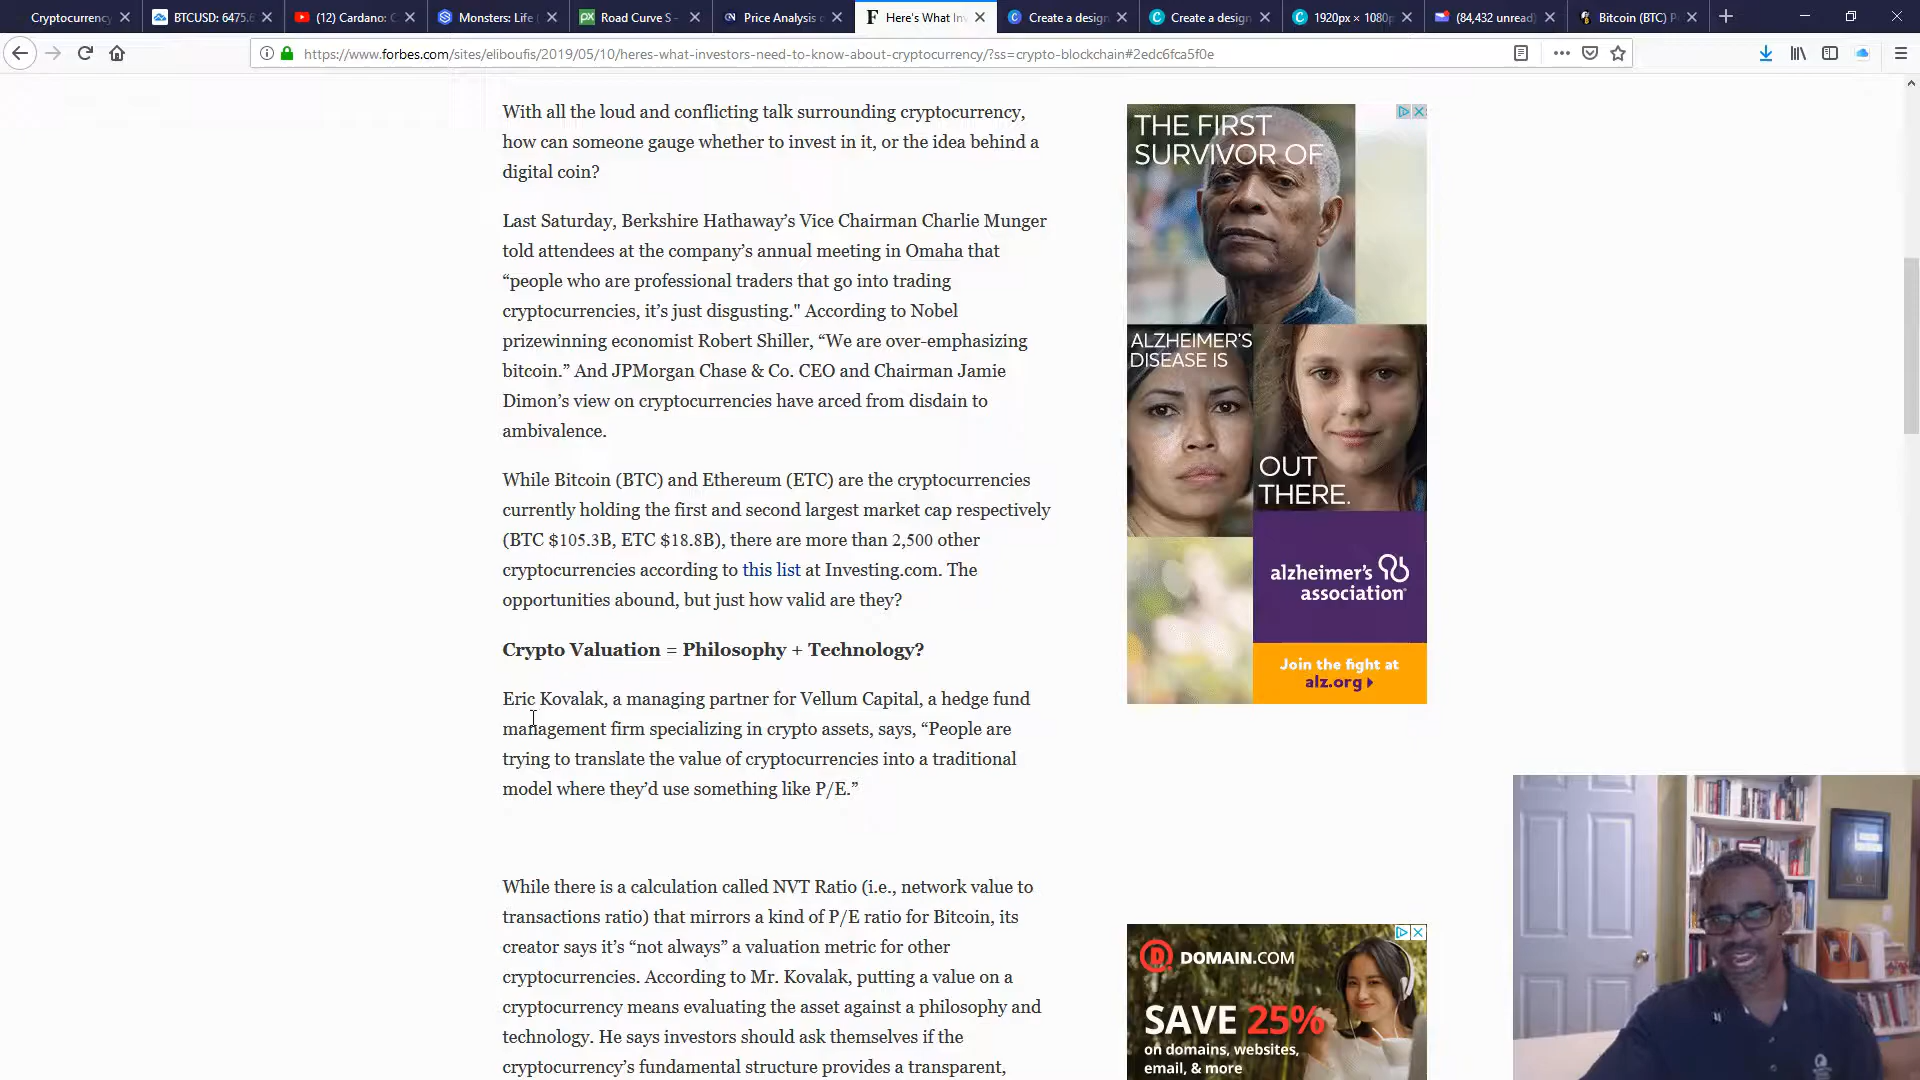 Cryptocurrency
BTCUSD: 6475.6
(12) Cardano: C
Monsters: Life (
Road Curve S -
Price Analysis o
Here's What Inv
Create a design
Create a design
1920px × 1080p
(84,432 unread)
Bitcoin (BTC) P
https://www.forbes.com/sites/eliboufis/2019/05/10/heres-what-investors-need-to-know-about-cryptocurrency/?ss=crypto-blockchain#2edc6fca5f0e
With all the loud and conflicting talk surrounding cryptocurrency,
how can someone gauge whether to invest in it, or the idea behind a
digital coin?
Last Saturday, Berkshire Hathaway’s Vice Chairman Charlie Munger
told attendees at the company’s annual meeting in Omaha that
“people who are professional traders that go into trading
cryptocurrencies, it’s just disgusting." According to Nobel
prizewinning economist Robert Shiller, “We are over-emphasizing
bitcoin.” And JPMorgan Chase & Co. CEO and Chairman Jamie
Dimon’s view on cryptocurrencies have arced from disdain to
ambivalence.
While Bitcoin (BTC) and Ethereum (ETC) are the cryptocurrencies
currently holding the first and second largest market cap respectively
(BTC $105.3B, ETC $18.8B), there are more than 2,500 other
cryptocurrencies according to this list at Investing.com. The
opportunities abound, but just how valid are they?
Crypto Valuation = Philosophy + Technology?
Eric Kovalak, a managing partner for Vellum Capital, a hedge fund
management firm specializing in crypto assets, says, “People are
trying to translate the value of cryptocurrencies into a traditional
model where they’d use something like P/E.”
While there is a calculation called NVT Ratio (i.e., network value to
transactions ratio) that mirrors a kind of P/E ratio for Bitcoin, its
creator says it’s “not always” a valuation metric for other
cryptocurrencies. According to Mr. Kovalak, putting a value on a
cryptocurrency means evaluating the asset against a philosophy and
technology. He says investors should ask themselves if the
cryptocurrency’s fundamental structure provides a transparent,
THE FIRST
SURVIVOR OF
ALZHEIMER'S
DISEASE IS
OUT
THERE.
alzheimer's
association
Join the fight at
alz.org
DOMAIN.COM
SAVE 25%
on domains, websites,
email, & more